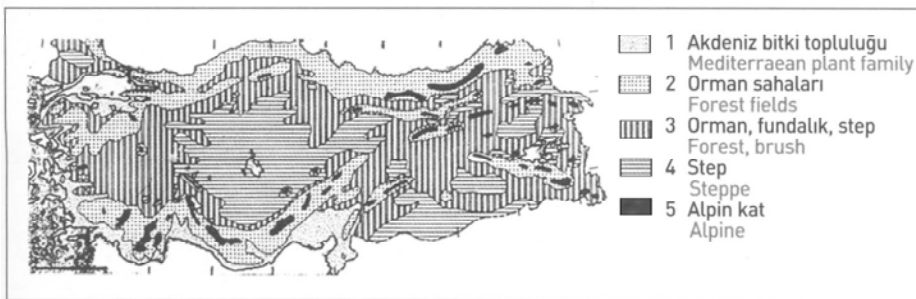 1 Akdeniz bitki topluluğu
Mediterraean plant family
2 Orman sahaları
Forest fields
3 Orman, fundalık, step
Forest, brush
4 Step
Steppe
5 Alpin kat
Alpine